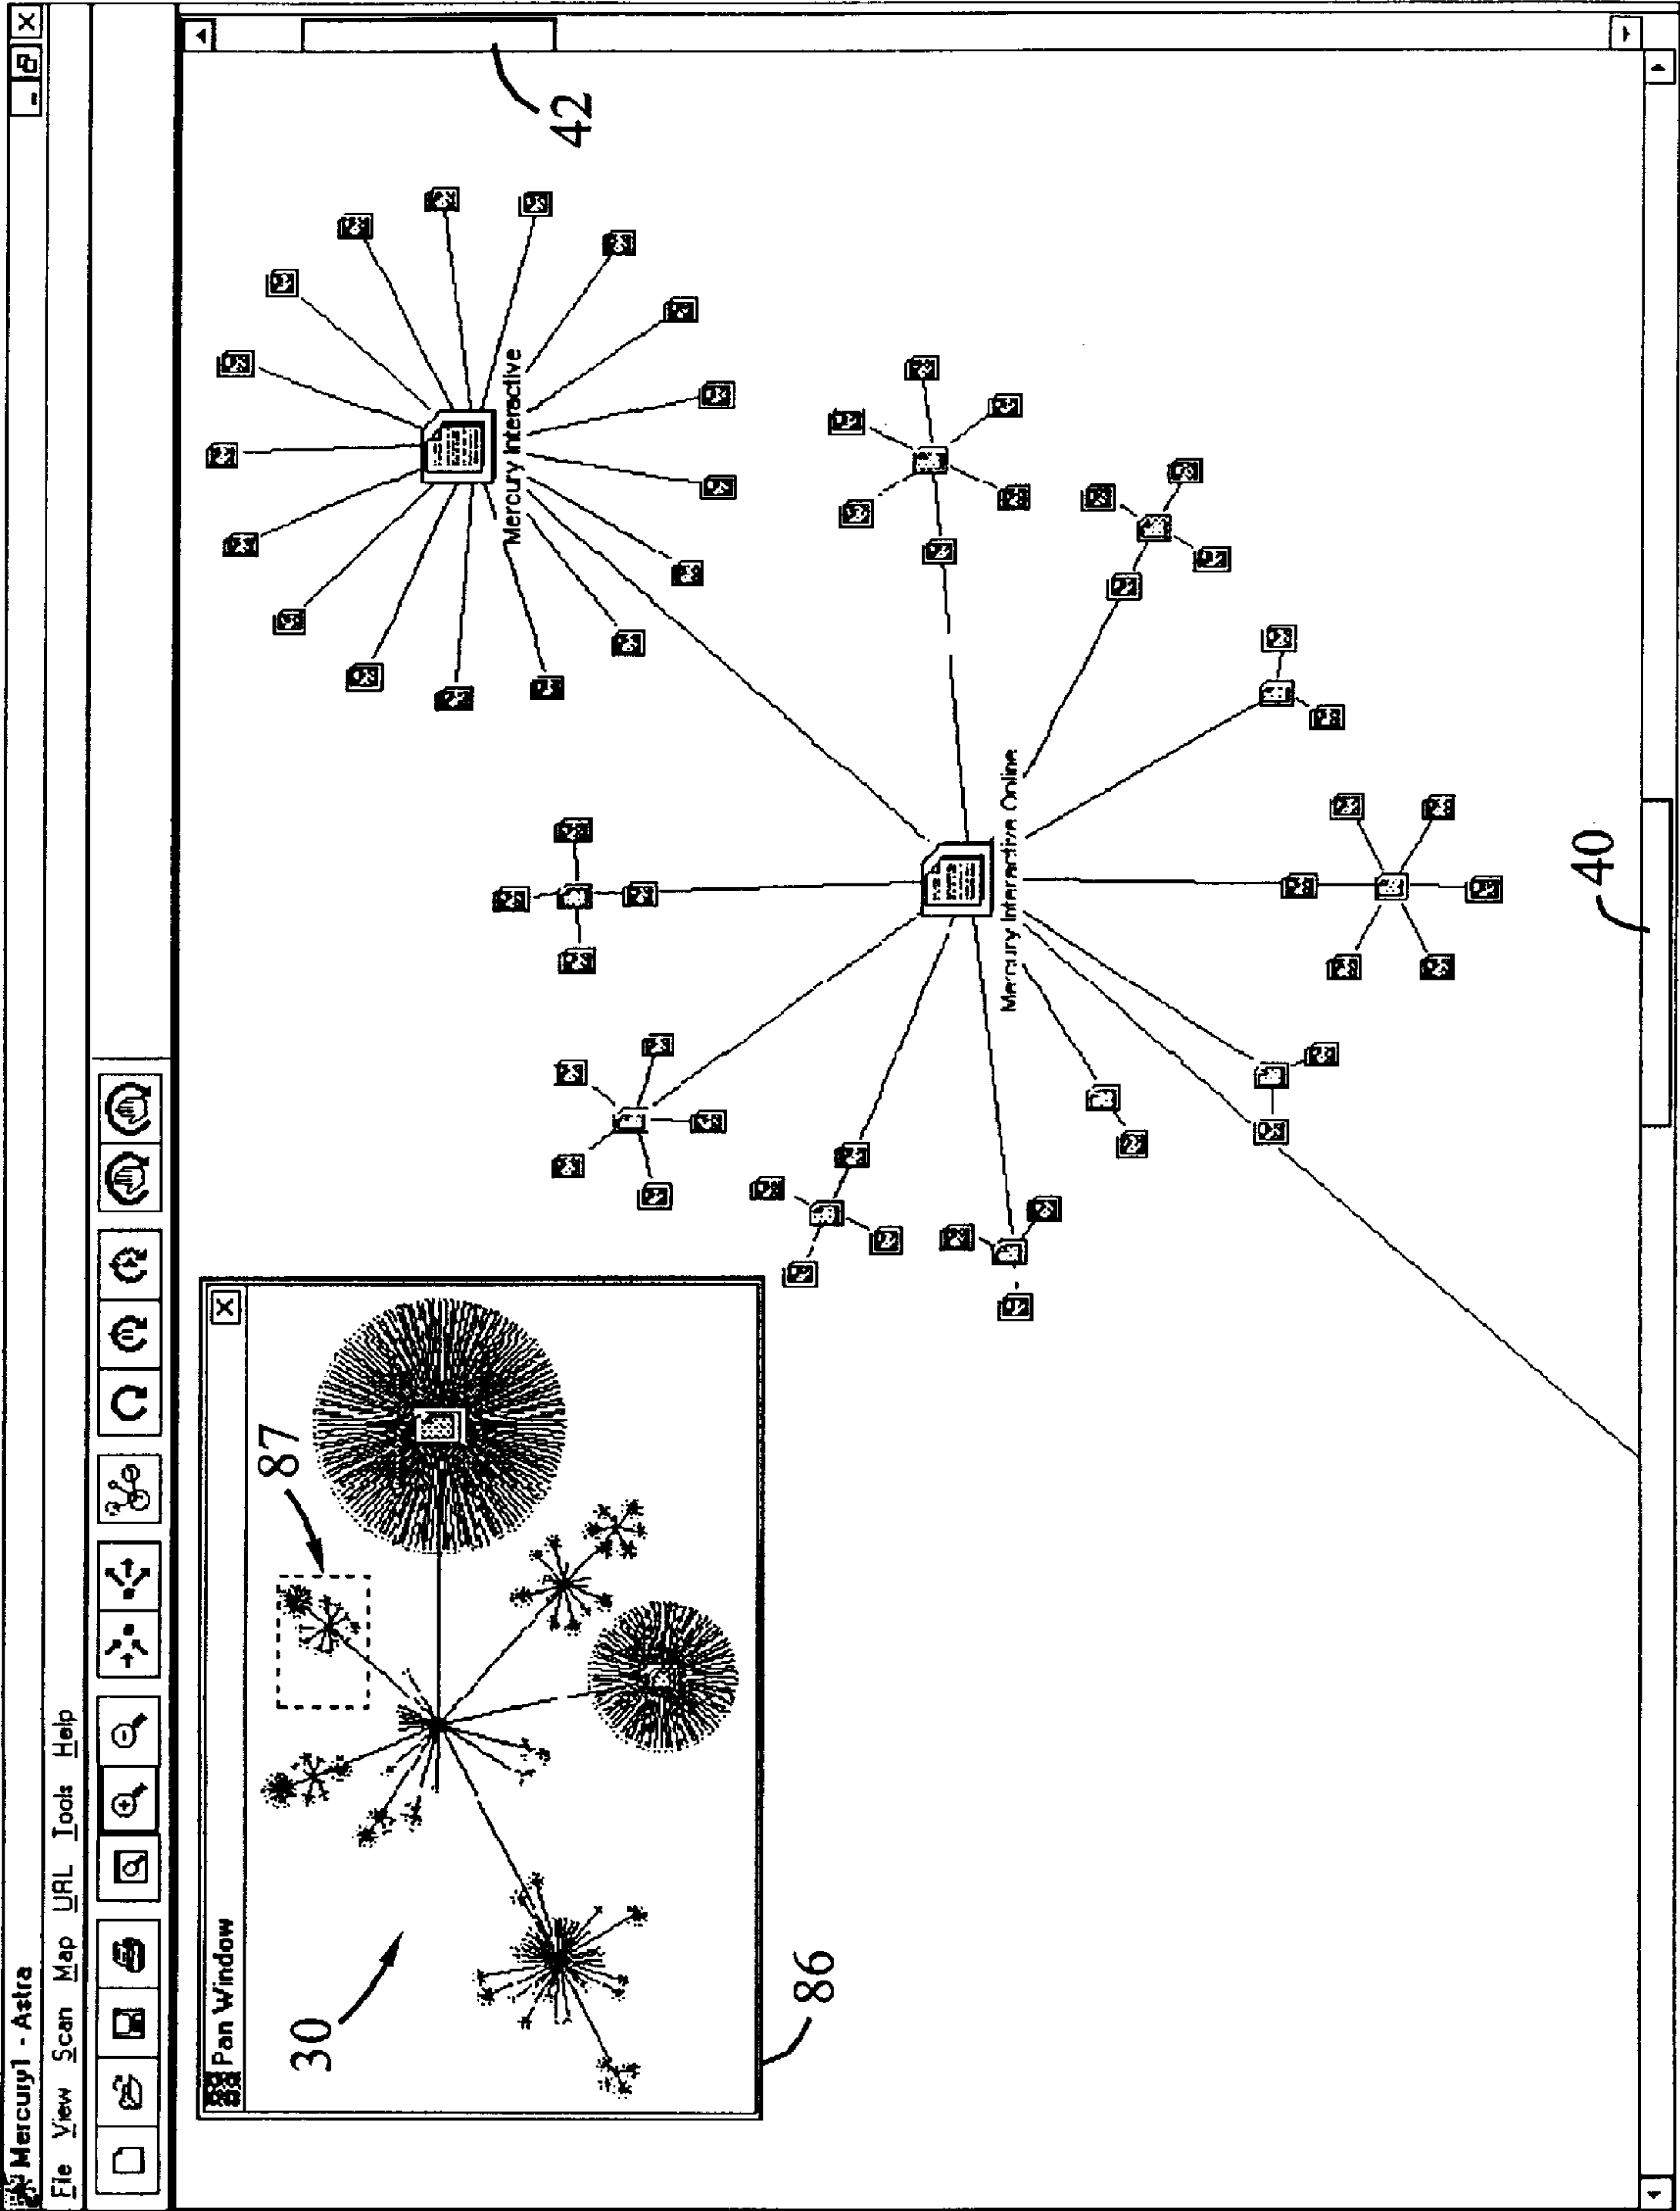 Mercury1 - Astra
File View Scan Map URL Tools Help
Pan Window
30
87
86
Mercury Interactive
42
Mercury Interactive Online
40